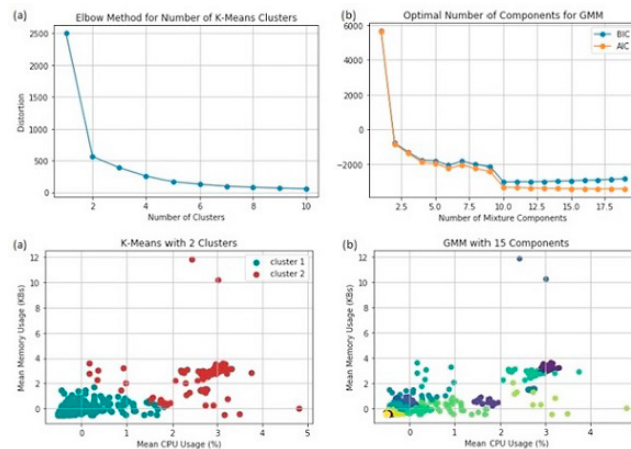 (a)
Elbow Method for Number of K-Means Clusters
2500
2000
1500
1000
500
0
Distortion
2
4
6
8
10
Number of Clusters
(b)
Optimal Number of Components for GMM
BIC
AIC
6000
4000
2000
0
−2000
2.5
5.0
7.5
10.0
12.5
15.0
17.5
Number of Mixture Components
(a)
K-Means with 2 Clusters
cluster 1
cluster 2
12
10
8
6
4
2
0
Mean Memory Usage (KBs)
0
1
2
3
4
5
Mean CPU Usage (%)
(b)
GMM with 15 Components
12
10
8
6
4
2
0
Mean Memory Usage (KBs)
0
1
2
3
4
Mean CPU Usage (%)